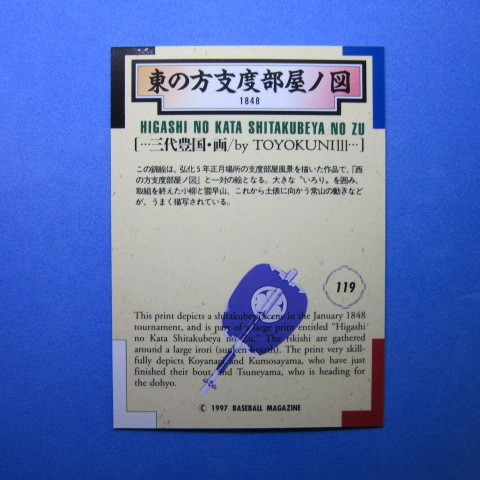 東の方支度部屋ノ図
1848
HIGASHI NO KATA SHITAKUBEYA NO ZU
[…三代豊国・画/by TOYOKUNI III…]
この錦絵は、弘化5年正月場所の支度部屋風景を描いた作品で、「西
の方支度部屋ノ図」と一対の絵となる。大きな〝いろり〟を囲み、
取組を終えた小柳と雲早山、これから土俵に向かう常山の動きなど
が、うまく描写されている。
119
This print depicts a shitakubeya scene in the January 1848
tournament, and is part of a large print entitled "Higashi
no Kata Shitakubeya no Zu." The rikishi are gathered
around a large irori (sunken hearth). The print very skill-
fully depicts Koyanagi and Kumosayama, who have just
finished their bout, and Tsuneyama, who is heading for
the dohyo.
© 1997 BASEBALL MAGAZINE